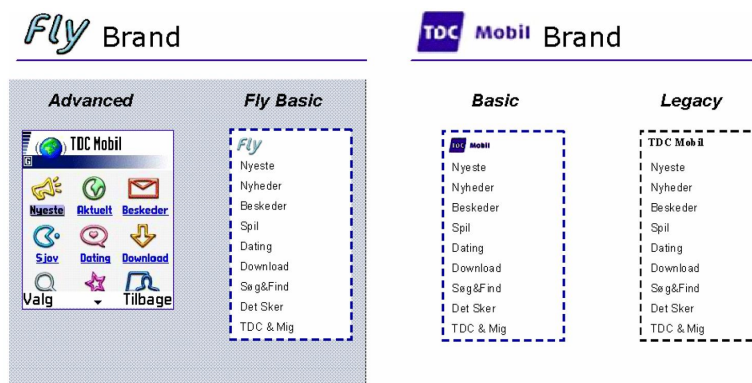 Fly Brand
TDC Mobil Brand
Advanced
Fly Basic
Basic
Legacy
TDC Mobil
G
Nyeste Aktuelt Beskeder
Sjov Dating Download
Valg Tilbage
Fly
Nyeste
Nyheder
Beskeder
Spil
Dating
Download
Søg&Find
Det Sker
TDC & Mig
TDC Mobil
Nyeste
Nyheder
Beskeder
Spil
Dating
Download
Søg&Find
Det Sker
TDC & Mig
TDC Mobil
Nyeste
Nyheder
Beskeder
Spil
Dating
Download
Søg&Find
Det Sker
TDC & Mig